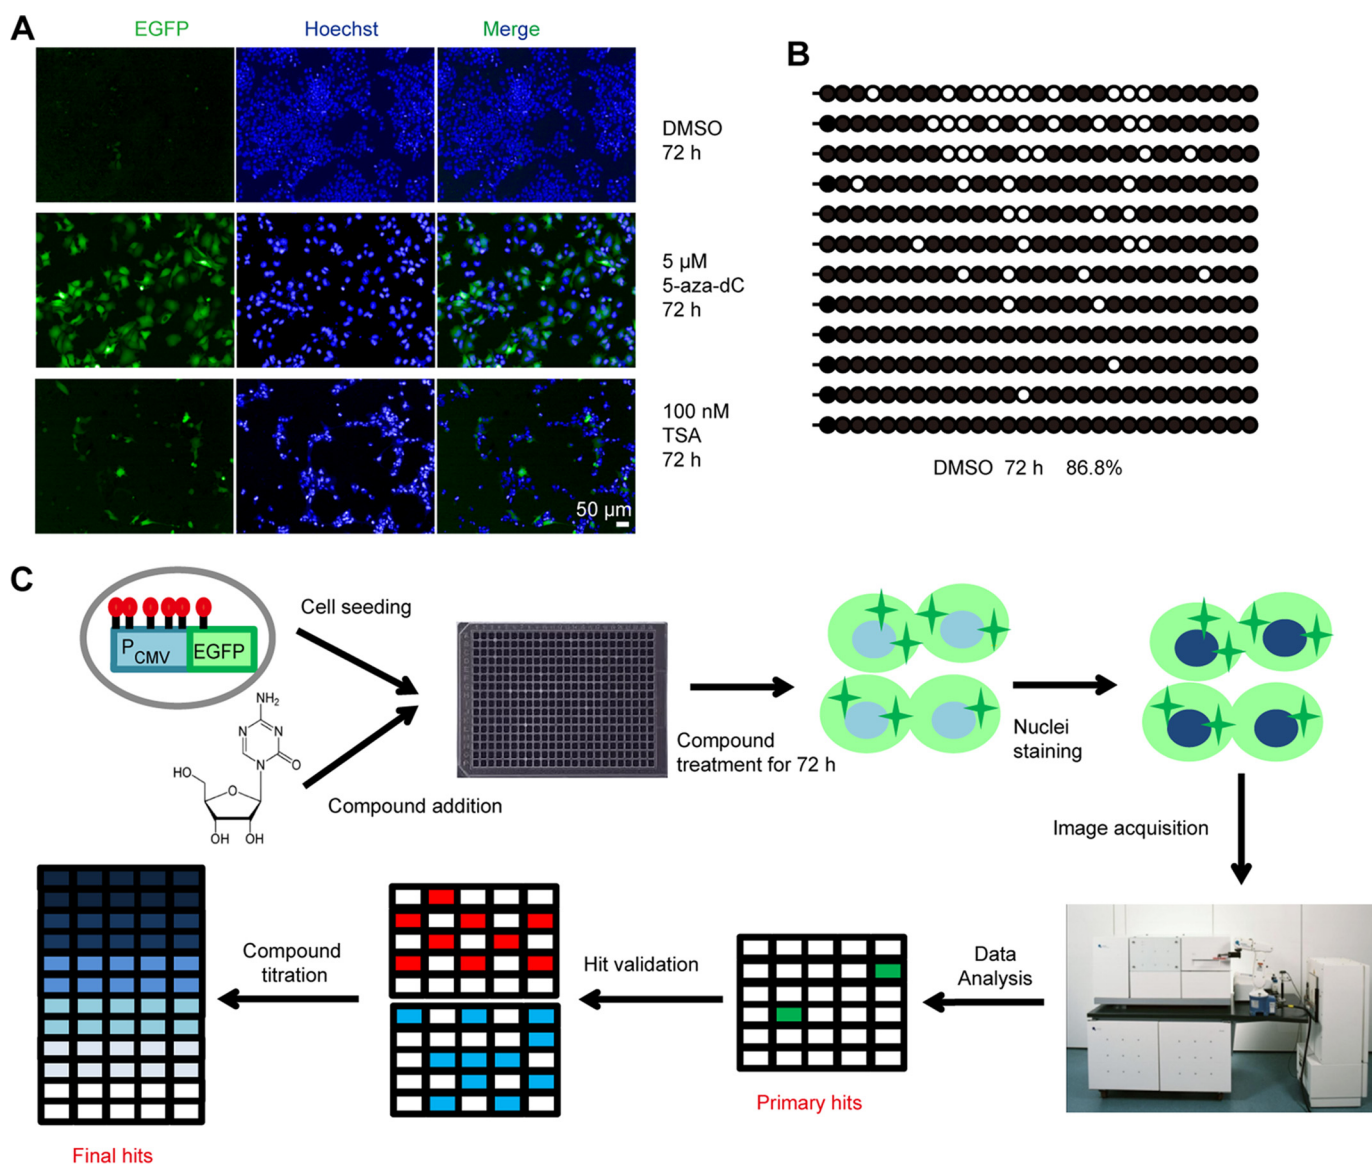 A
EGFP
Hoechst
Merge
DMSO
72 h
5 µM
5-aza-dC
72 h
100 nM
TSA
72 h
50 µm
B
DMSO 72 h 86.8%
C
PCMV
EGFP
Cell seeding
NH2
N
N
N
O
HO
O
OH
OH
Compound addition
Compound
treatment for 72 h
Nuclei
staining
Image acquisition
Data
Analysis
Primary hits
Hit validation
Compound
titration
Final hits